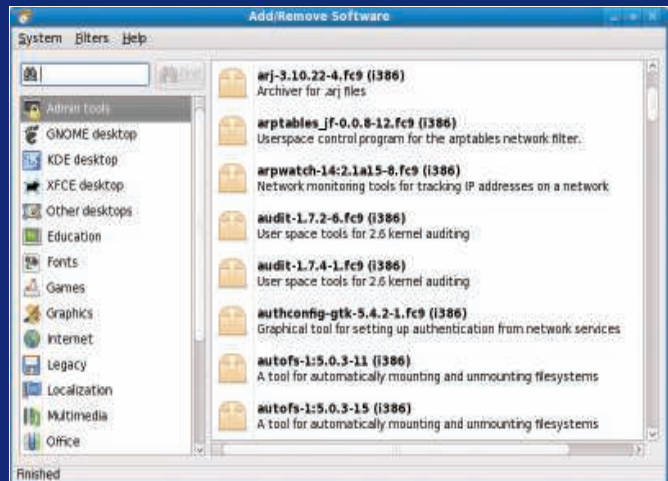 Add/Remove Software
System Filters Help
Find
Admin tools
GNOME desktop
KDE desktop
XFCE desktop
Other desktops
Education
Fonts
Games
Graphics
Internet
Legacy
Localization
Multimedia
Office
arj-3.10.22-4.fc9 (i386)
Archiver for .arj files
arptables_jf-0.0.8-12.fc9 (i386)
Userspace control program for the arptables network filter.
arpwatch-14:2.1a15-8.fc9 (i386)
Network monitoring tools for tracking IP addresses on a network
audit-1.7.2-6.fc9 (i386)
User space tools for 2.6 kernel auditing
audit-1.7.4-1.fc9 (i386)
User space tools for 2.6 kernel auditing
authconfig-gtk-5.4.2-1.fc9 (i386)
Graphical tool for setting up authentication from network services
autofs-1:5.0.3-11 (i386)
A tool for automatically mounting and unmounting filesystems
autofs-1:5.0.3-15 (i386)
A tool for automatically mounting and unmounting filesystems
Finished